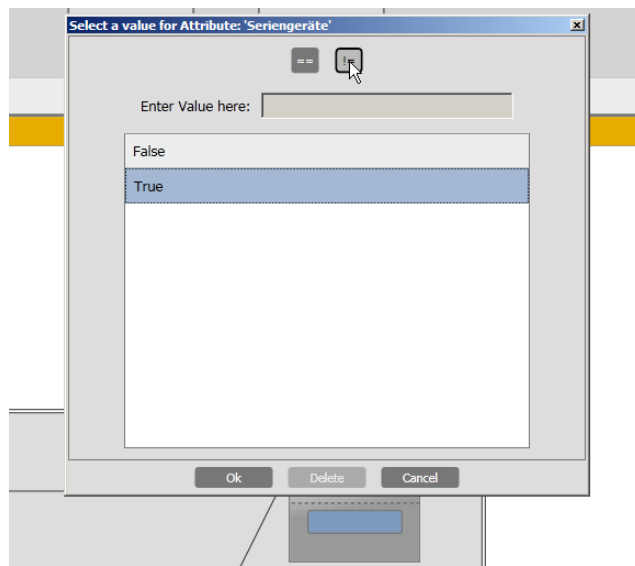 Select a value for Attribute: 'Seriengeräte'
== !=
Enter Value here:
False
True
Ok Delete Cancel